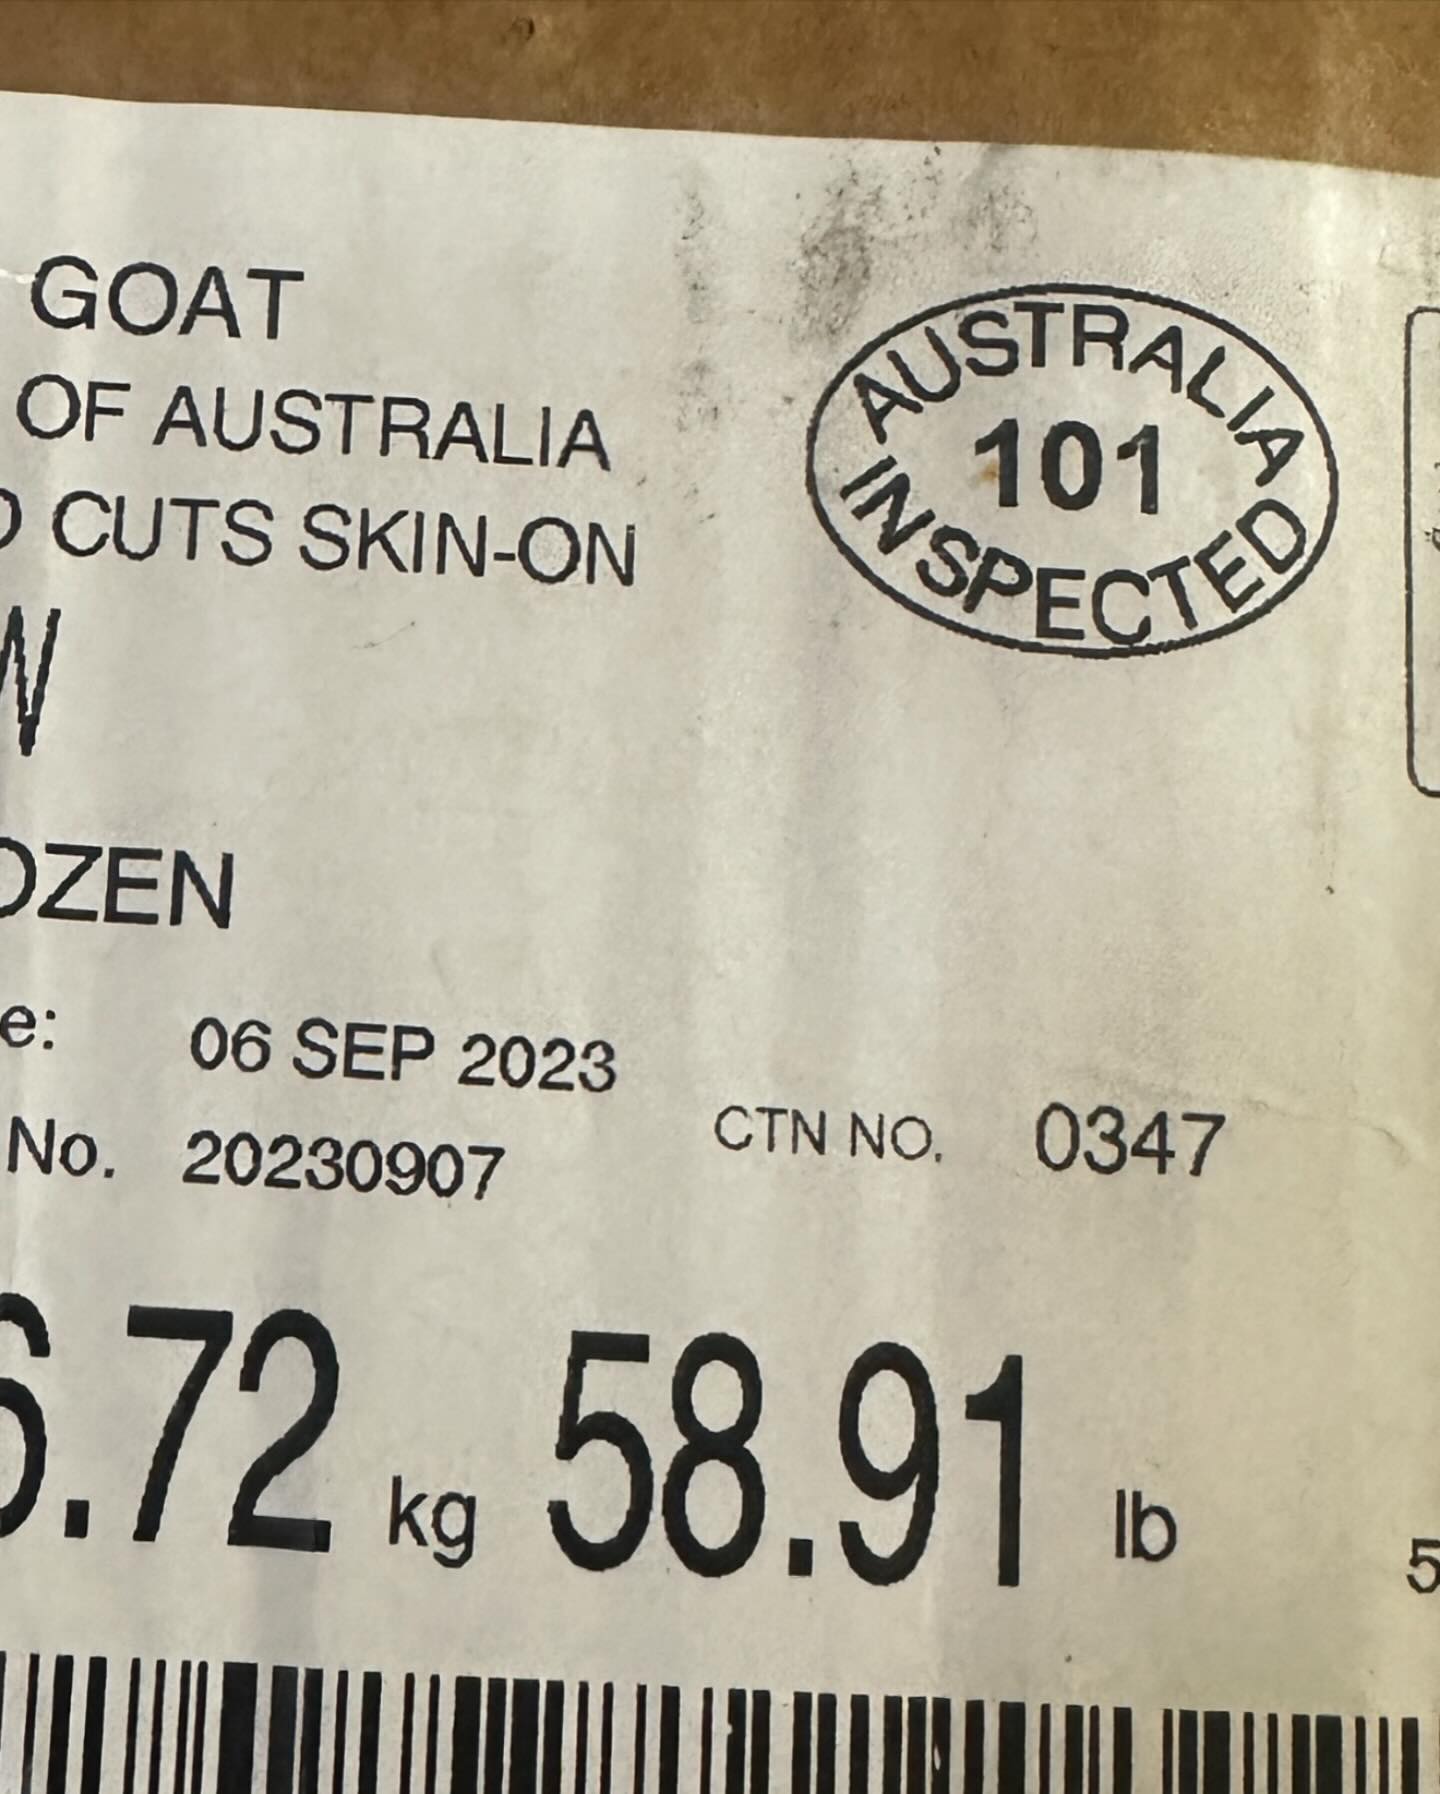 GOAT
OF AUSTRALIA
CUTS SKIN-ON
AUSTRALIA
101
INSPECTED
06 SEP 2023
No. 20230907
CTN NO. 0347
6.72 kg 58.91 lb